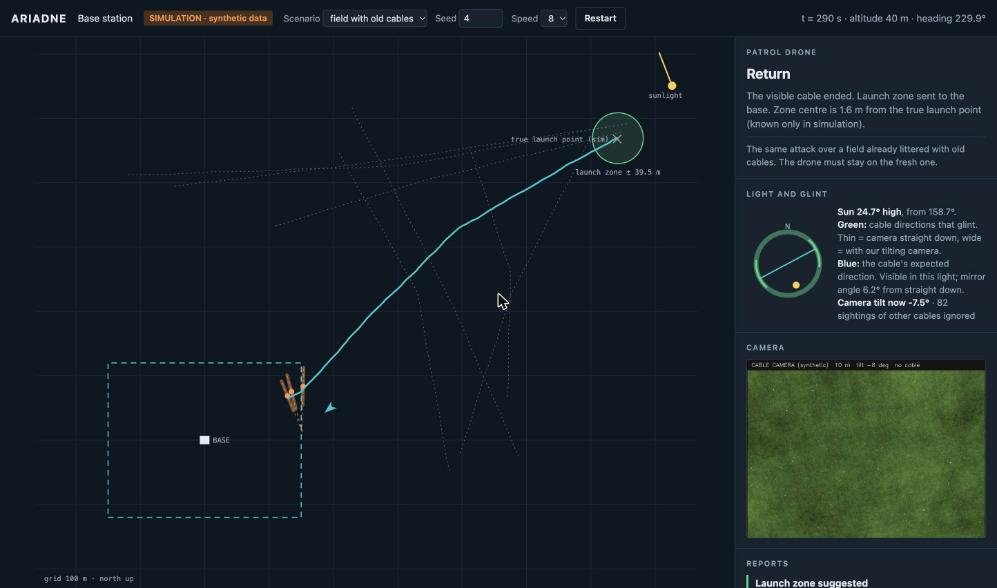 ARIADNE Base station SIMULATION - synthetic data Scenario field with old cables Seed 4 Speed 8 Restart t = 290 s · altitude 40 m · heading 229.9°
sunlight
true launch point (sim)
launch zone ± 39.5 m
BASE
grid 100 m · north up
PATROL DRONE
Return
The visible cable ended. Launch zone sent to the
base. Zone centre is 1.6 m from the true launch point
(known only in simulation).
The same attack over a field already littered with old
cables. The drone must stay on the fresh one.
LIGHT AND GLINT
N
Sun 24.7° high, from 158.7°.
Green: cable directions that glint.
Thin = camera straight down, wide
= with our tilting camera.
Blue: the cable's expected
direction. Visible in this light; mirror
angle 6.2° from straight down.
Camera tilt now -7.5° · 82
sightings of other cables ignored
CAMERA
CABLE CAMERA (synthetic) 10 m tilt -8 deg no cable
REPORTS
Launch zone suggested